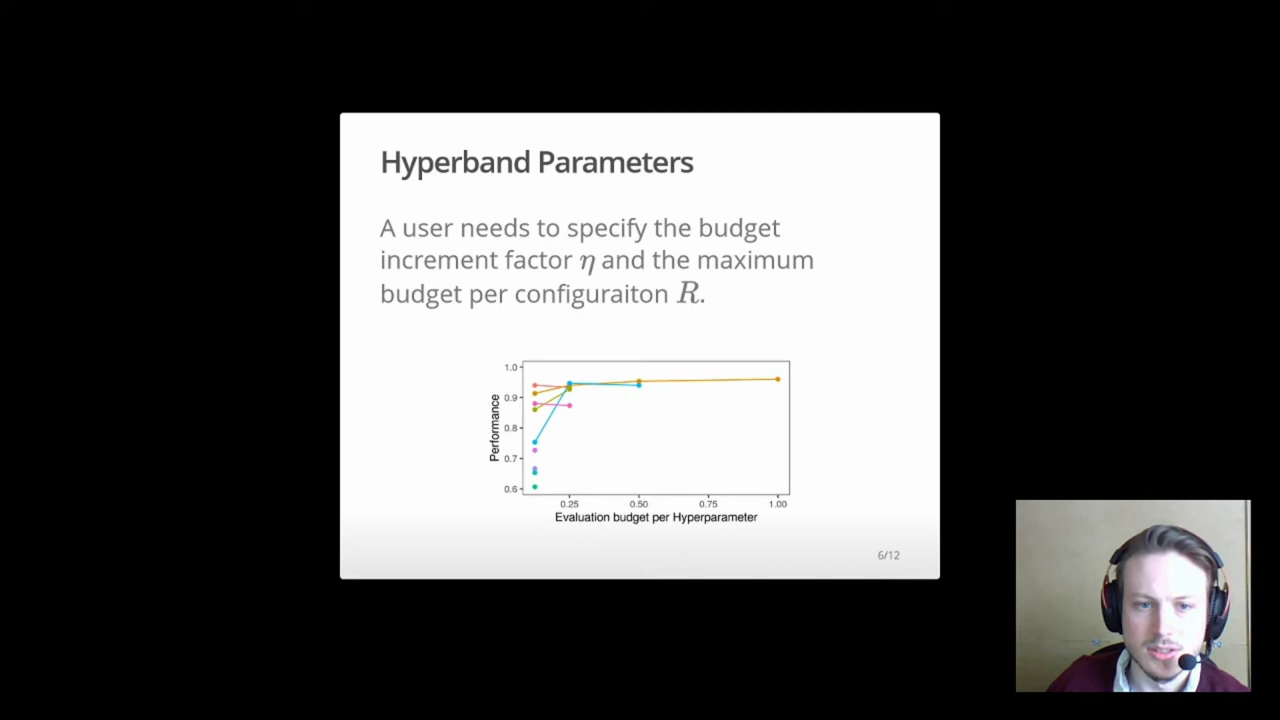 Hyperband Parameters
A user needs to specify the budget
increment factor η and the maximum
budget per configuraiton R.
1.0
0.9
0.8
0.7
0.6
Performance
0.25 0.50 0.75 1.00
Evaluation budget per Hyperparameter
6/12